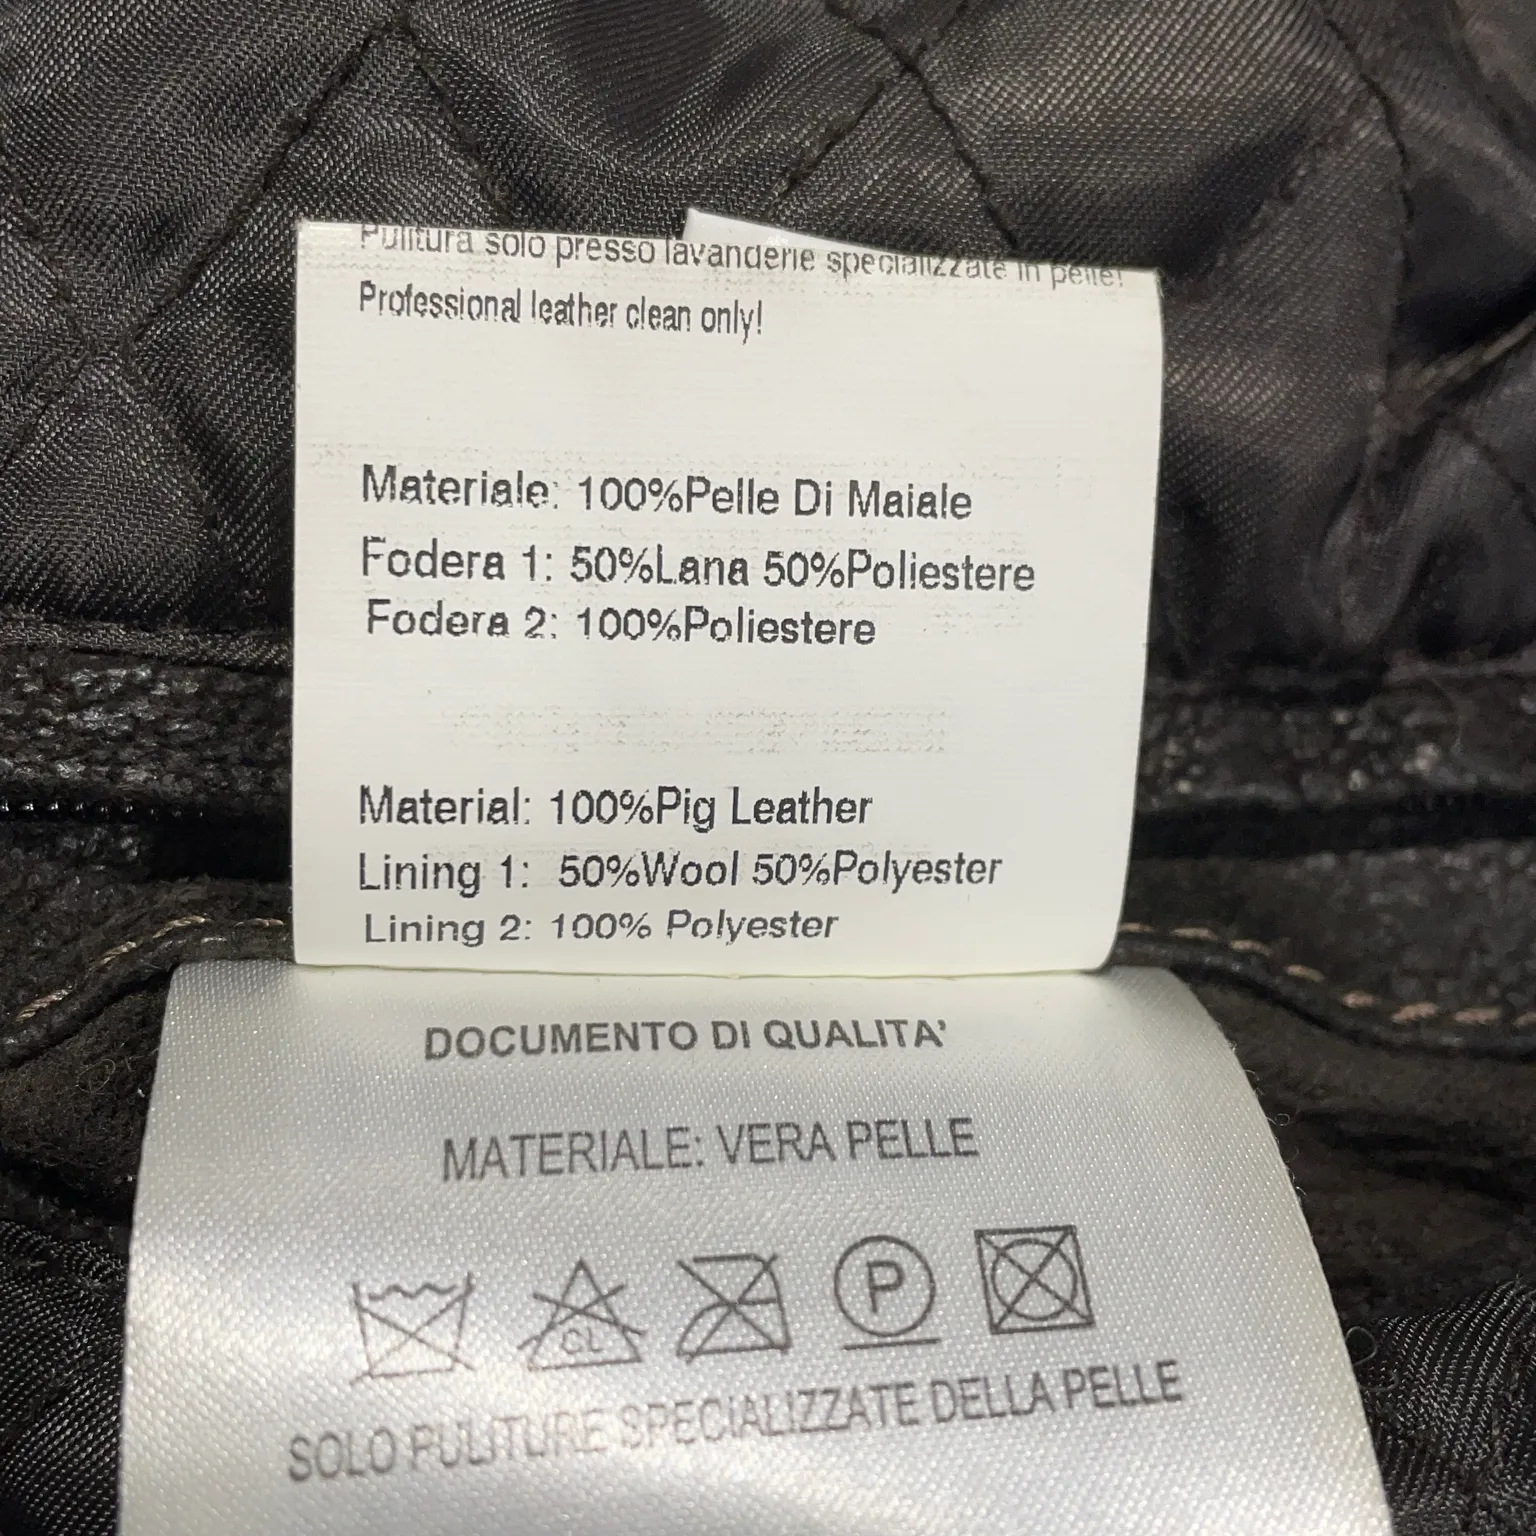 Pulitura solo presso lavanderie specializzate in pelle!
Professional leather clean only!
Materiale: 100%Pelle Di Maiale
Fodera 1: 50%Lana 50%Poliestere
Fodera 2: 100%Poliestere
Material: 100%Pig Leather
Lining 1: 50%Wool 50%Polyester
Lining 2: 100% Polyester
DOCUMENTO DI QUALITA'
MATERIALE: VERA PELLE
CL P
SOLO PULITURE SPECIALIZZATE DELLA PELLE